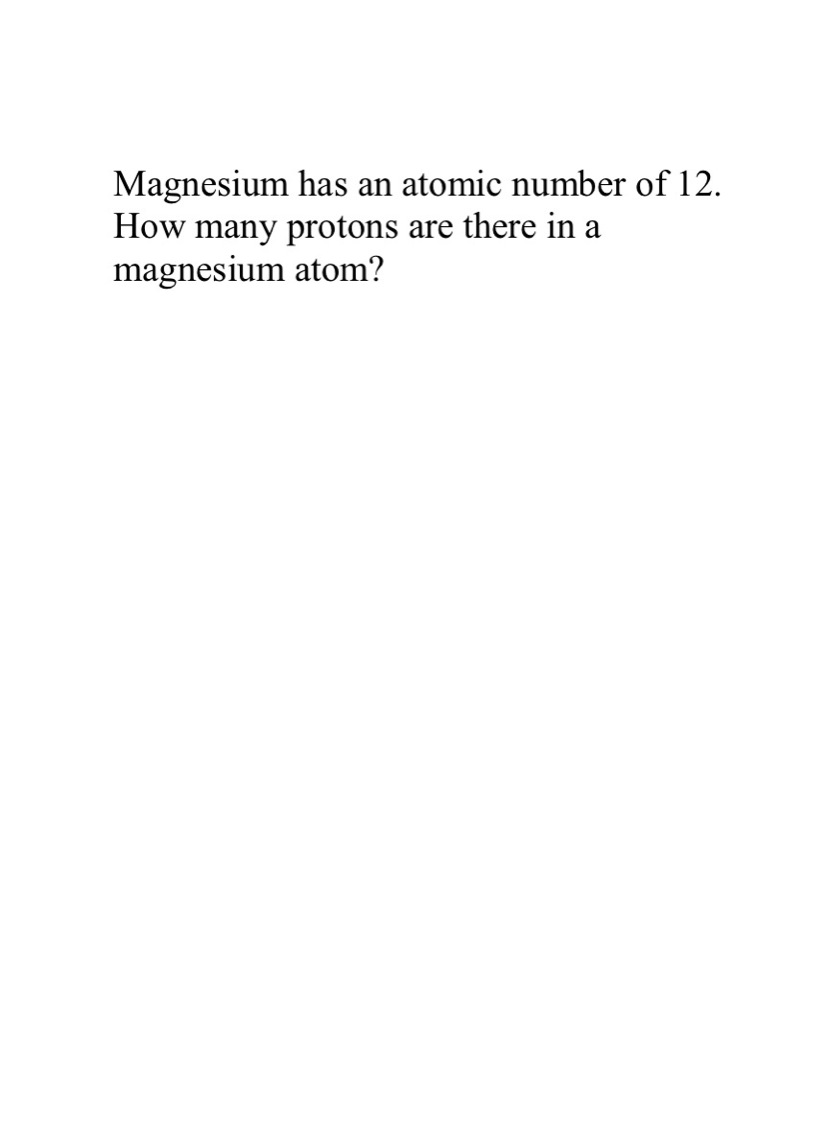 Magnesium has an atomic number of 12.
How many protons are there in a
magnesium atom?